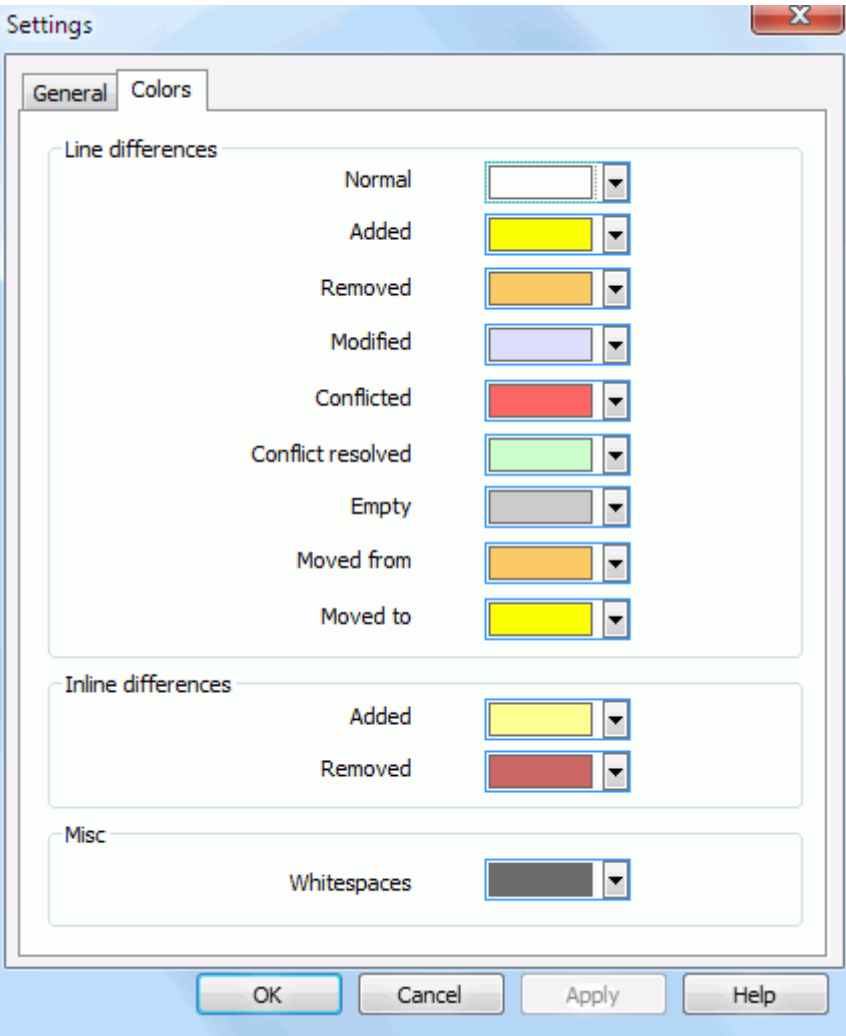 Settings
General Colors
Line differences
Normal
Added
Removed
Modified
Conflicted
Conflict resolved
Empty
Moved from
Moved to
Inline differences
Added
Removed
Misc
Whitespaces
OK Cancel Apply Help